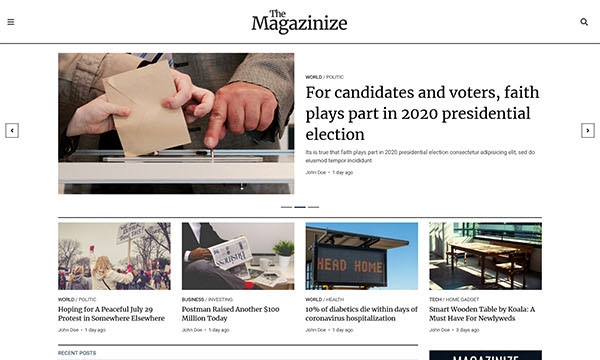 The
Magazinize
WORLD / POLITIC
For candidates and voters, faith
plays part in 2020 presidential
election
Its is true that faith plays part in 2020 presidential election consectetur adipisicing elit, sed do
eiusmod tempor incididunt
John Doe • 1 day ago
Business
HEAD HOME
WORLD / POLITIC
Hoping for a Peaceful July 29
Protest in Somewhere Elsewhere
John Doe • 1 day ago
BUSINESS / INVESTING
Postman Raised Another $100
Million Today
John Doe • 1 day ago
WORLD / HEALTH
10% of diabetics die within days of
coronavirus hospitalization
John Doe • 1 day ago
TECH / HOME GADGET
Smart Wooden Table by Koala: A
Must Have For Newlyweds
John Doe • 3 days ago
RECENT POSTS
MAGAZINIZE